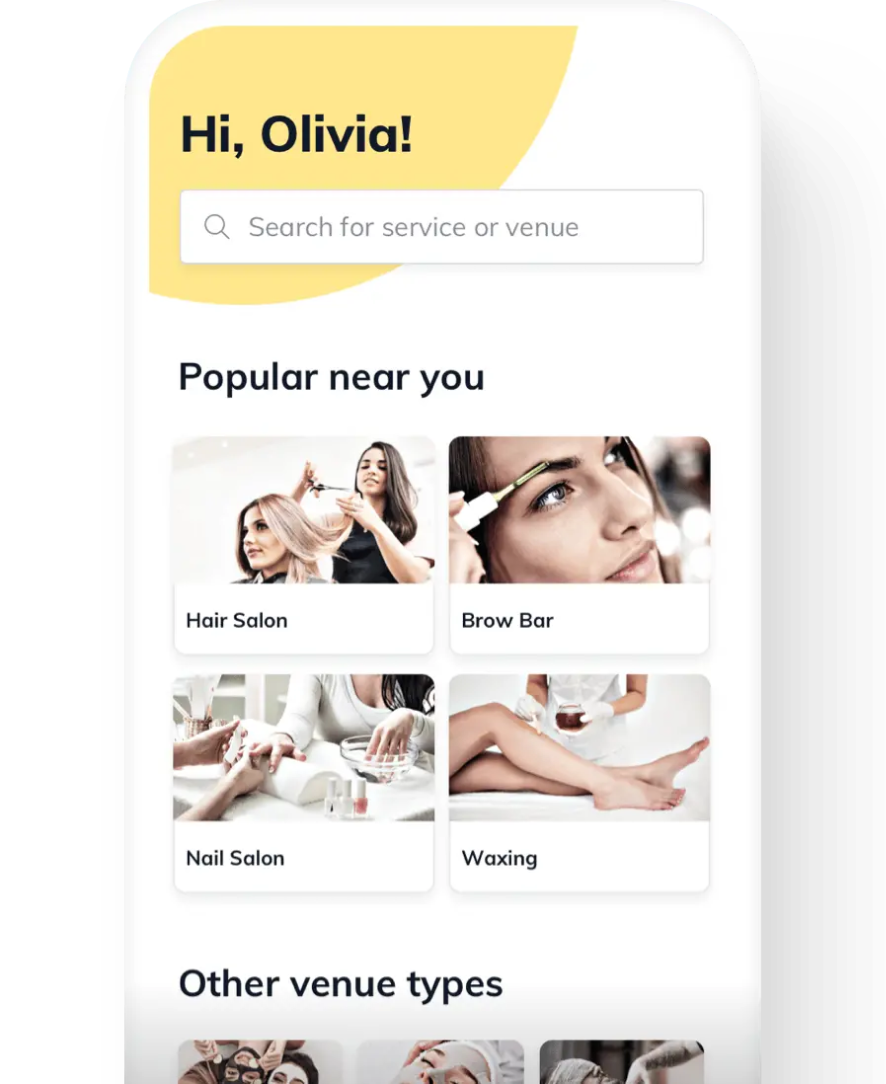 Hi, Olivia!
Search for service or venue
Popular near you
Hair Salon
Brow Bar
Nail Salon
Waxing
Other venue types